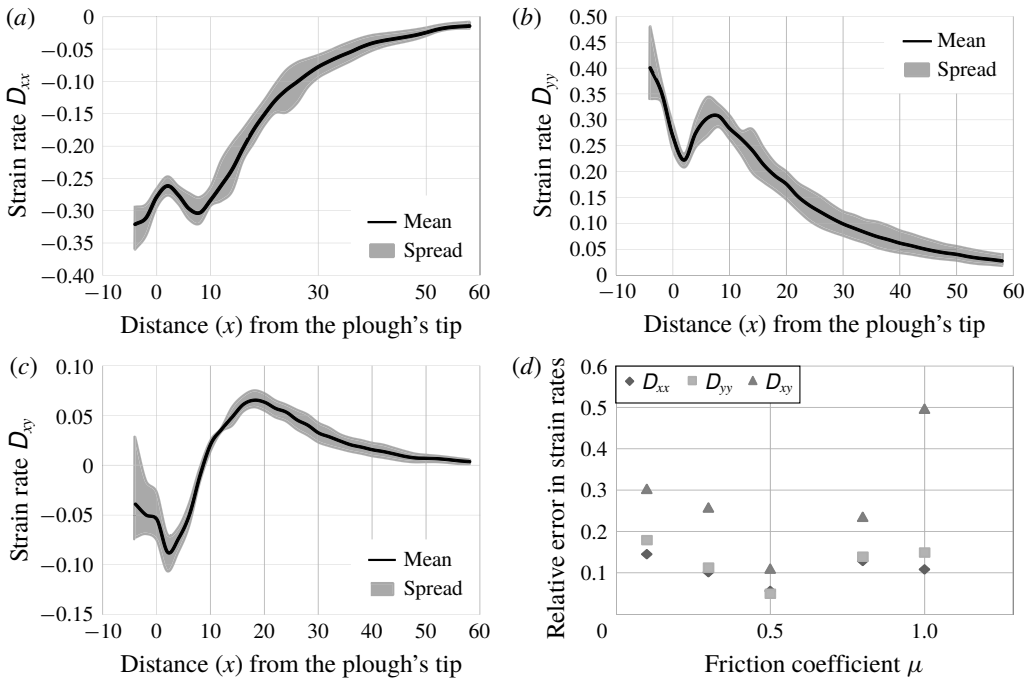 (a)
0
−0.05
−0.10
−0.15
−0.20
−0.25
−0.30
−0.35
−0.40
Strain rate Dxx
Mean
Spread
−10 0 10 30 40 50 60
Distance (x) from the plough's tip
(b)
0.50
0.45
0.40
0.35
0.30
0.25
0.20
0.15
0.10
0.05
0
Strain rate Dyy
Mean
Spread
−10 0 10 20 30 40 50 60
Distance (x) from the plough's tip
(c)
0.10
0.05
0
−0.05
−0.10
−0.15
Strain rate Dxy
Mean
Spread
−10 0 10 20 30 40 50 60
Distance (x) from the plough's tip
(d)
0.6
0.5
0.4
0.3
0.2
0.1
0
Relative error in strain rates
Dxx Dyy Dxy
0.5 1.0
Friction coefficient μ